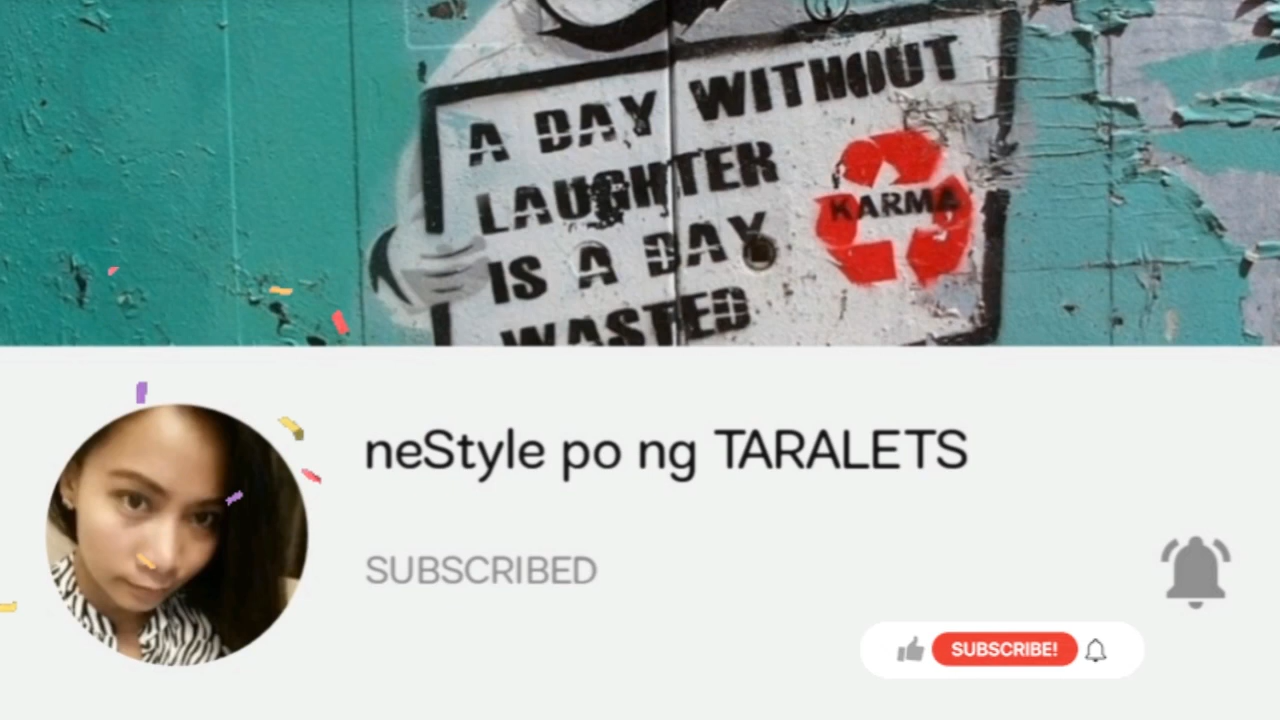 A DAY WITHOUT
LAUGHTER
IS A DAY
WASTED
KARMA
neStyle po ng TARALETS
SUBSCRIBED
SUBSCRIBE!